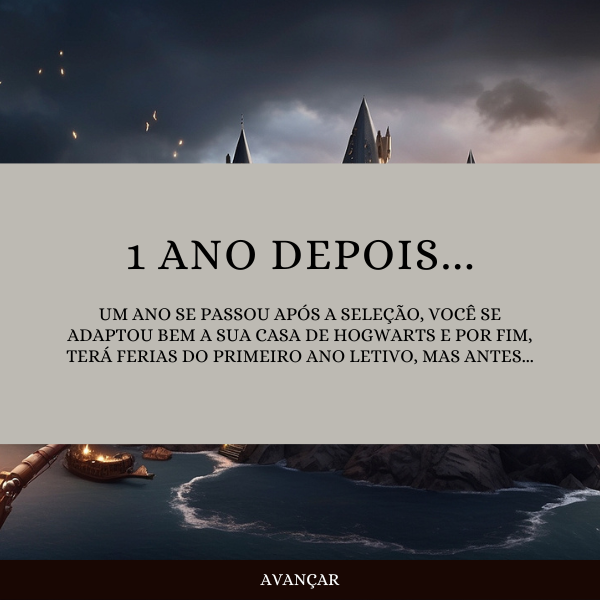 1 ANO DEPOIS...
UM ANO SE PASSOU APÓS A SELEÇÃO, VOCÊ SE
ADAPTOU BEM A SUA CASA DE HOGWARTS E POR FIM,
TERÁ FERIAS DO PRIMEIRO ANO LETIVO, MAS ANTES...
AVANÇAR